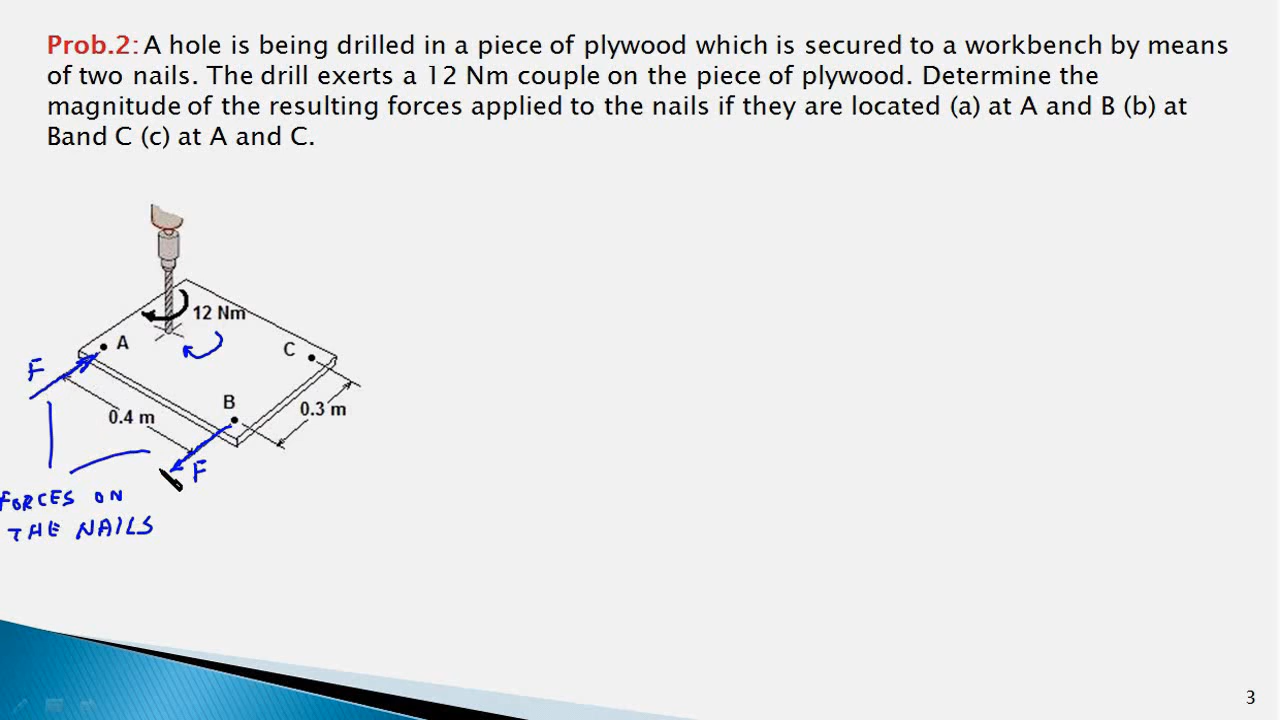 Prob.2: A hole is being drilled in a piece of plywood which is secured to a workbench by means
of two nails. The drill exerts a 12 Nm couple on the piece of plywood. Determine the
magnitude of the resulting forces applied to the nails if they are located (a) at A and B (b) at
Band C (c) at A and C.
12 Nm
A
C
F
B
0.4 m
0.3 m
F
FORCES ON
THE NAILS
3